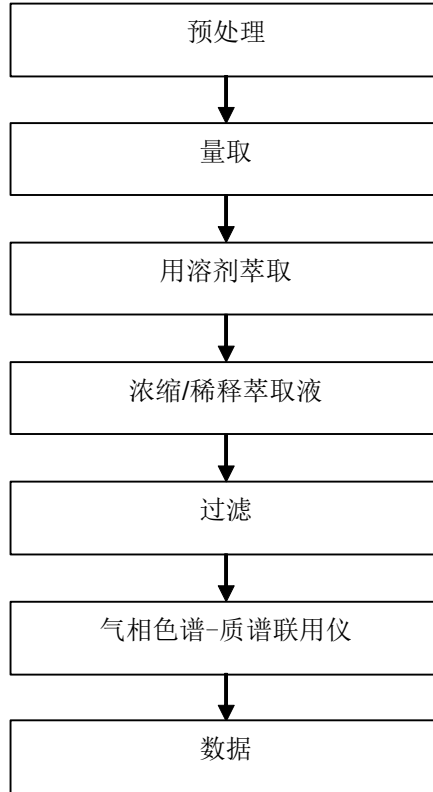 预处理
量取
用溶剂萃取
浓缩/稀释萃取液
过滤
气相色谱-质谱联用仪
数据